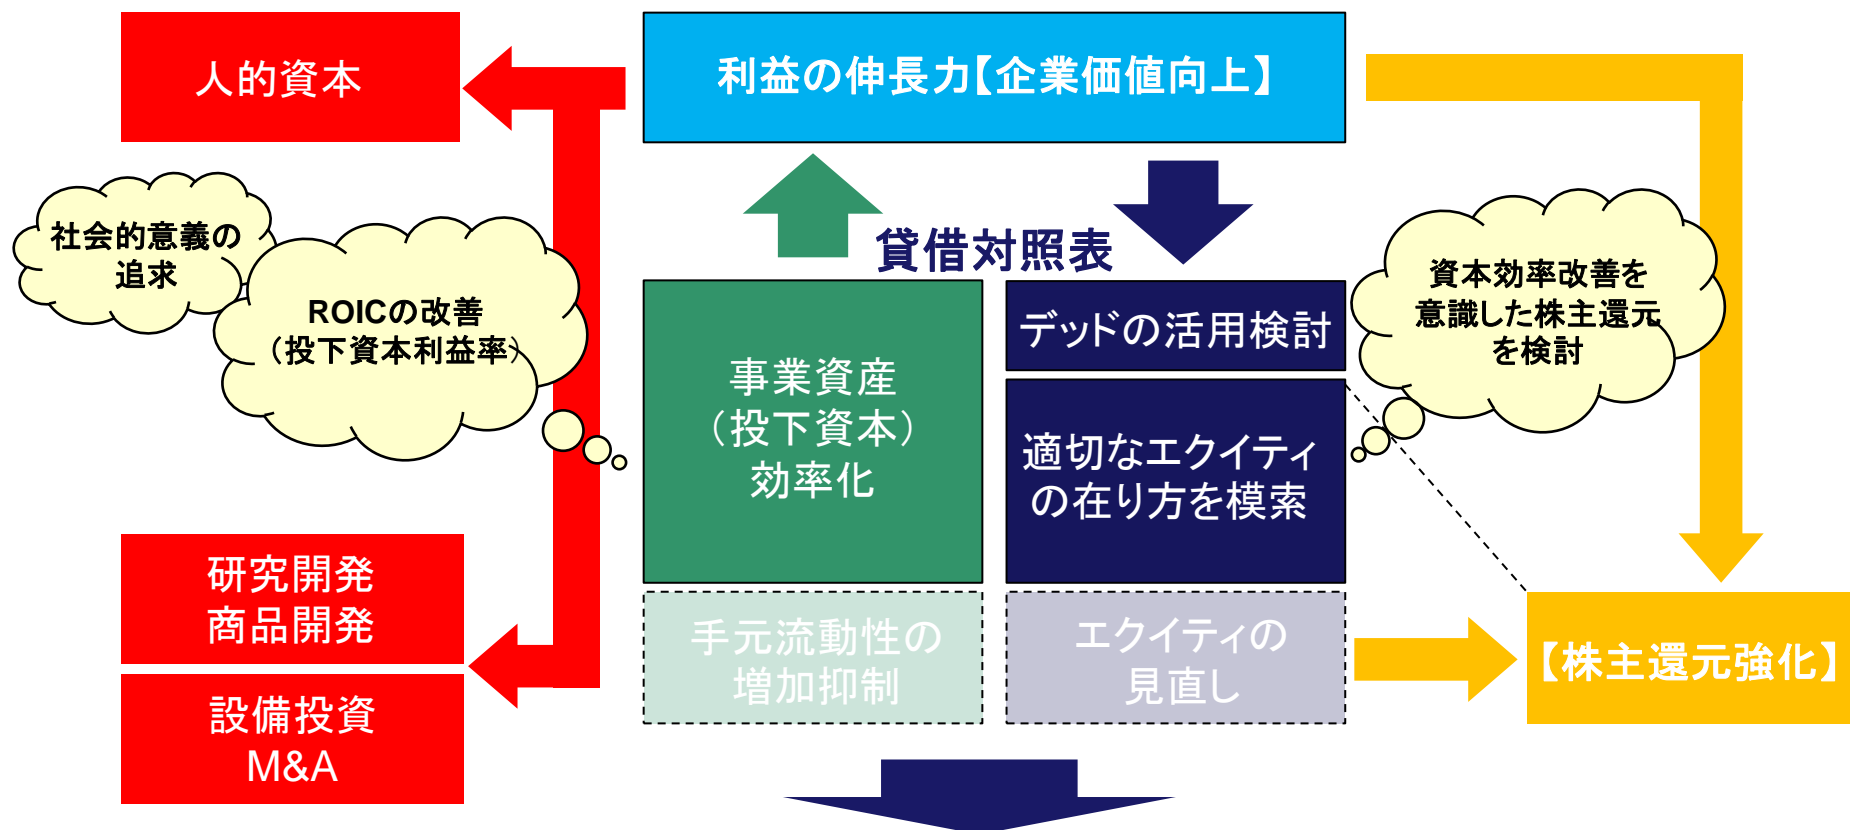 人的資本
利益の伸長力【企業価値向上】
社会的意義の
追求
ROICの改善
（投下資本利益率）
貸借対照表
資本効率改善を
意識した株主還元
を検討
事業資産
（投下資本）
効率化
デッドの活用検討
適切なエクイティ
の在り方を模索
研究開発
商品開発
設備投資
M&A
手元流動性の
増加抑制
エクイティの
見直し
【株主還元強化】